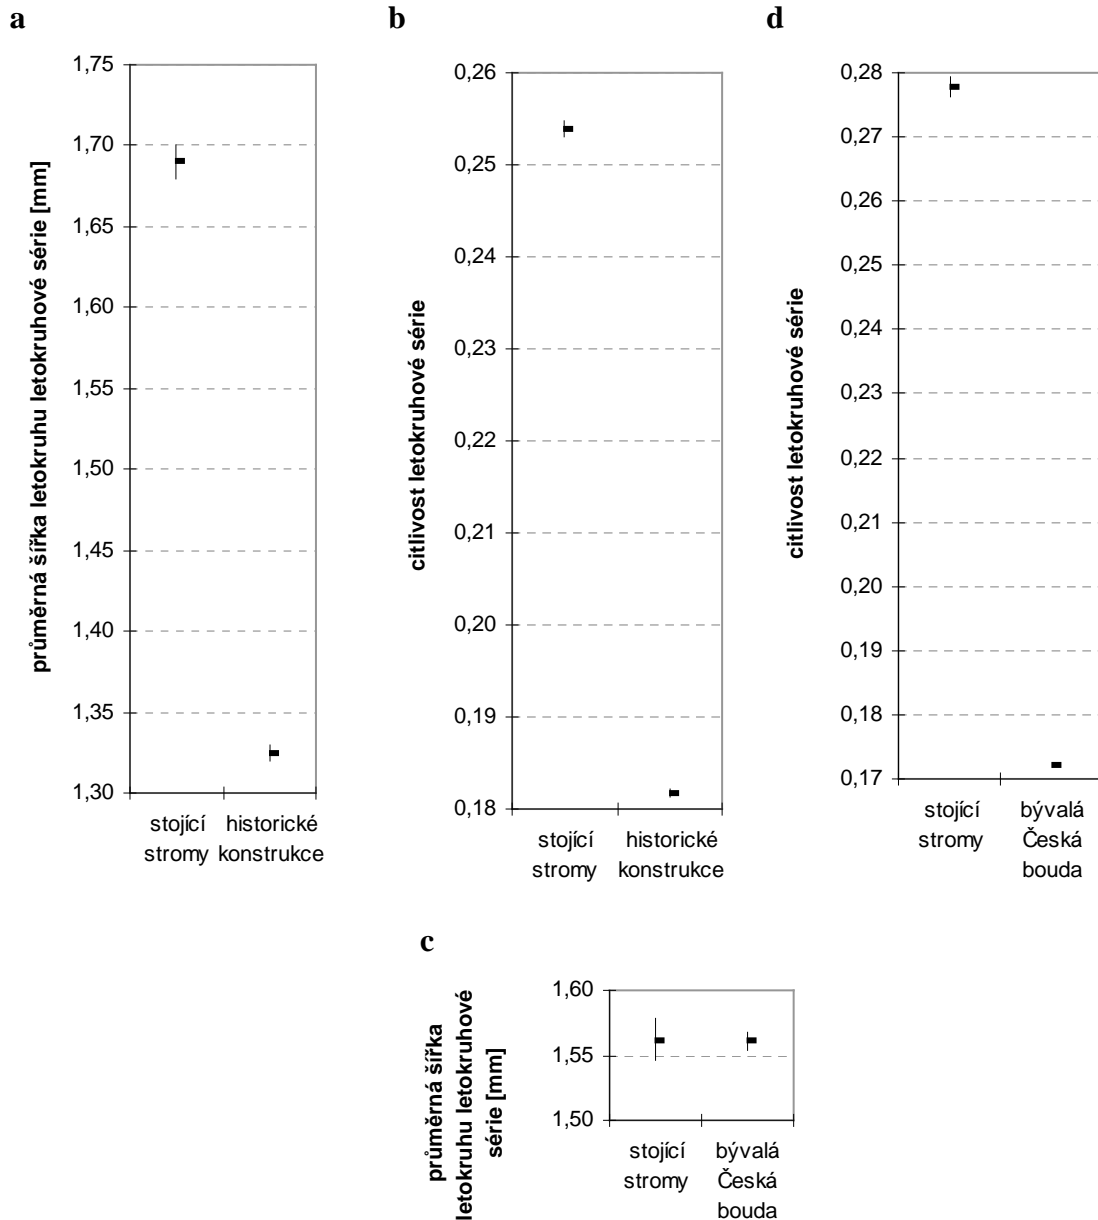 a
průměrná šířka letokruhu letokruhové série [mm]
1,75
1,70
1,65
1,60
1,55
1,50
1,45
1,40
1,35
1,30
stojící
stromy
historické
konstrukce
b
citlivost letokruhové série
0,26
0,25
0,24
0,23
0,22
0,21
0,20
0,19
0,18
stojící
stromy
historické
konstrukce
d
citlivost letokruhové série
0,28
0,27
0,26
0,25
0,24
0,23
0,22
0,21
0,20
0,19
0,18
0,17
stojící
stromy
bývalá
Česká
bouda
c
průměrná šířka
letokruhu letokruhové
série [mm]
1,60
1,55
1,50
stojící
stromy
bývalá
Česká
bouda